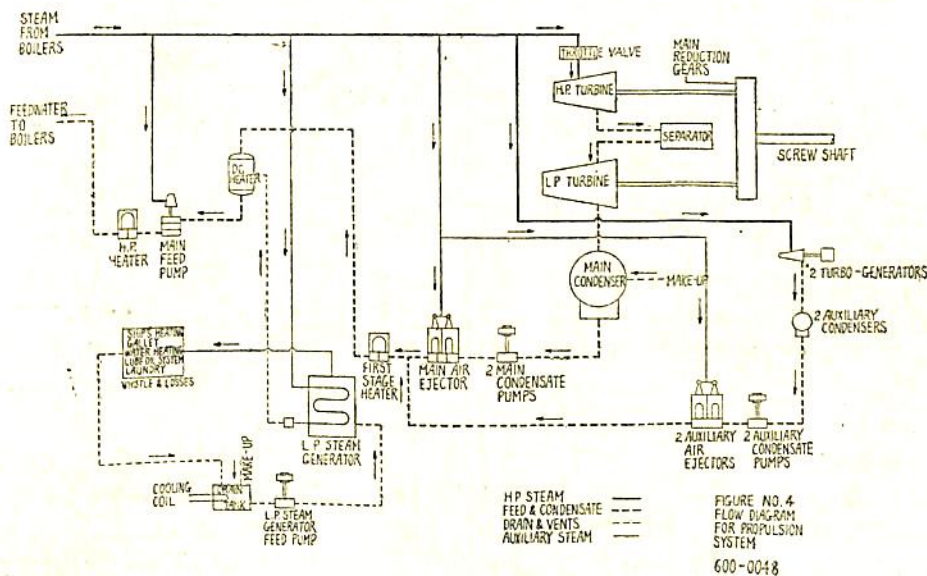 STEAM
FROM
BOILERS
THROTTLE VALVE
MAIN
REDUCTION
GEARS
H.P. TURBINE
FEEDWATER
TO
BOILERS
SEPARATOR
SCREW SHAFT
D.C.
HEATER
L P TURBINE
H.P.
HEATER
MAIN
FEED
PUMP
MAIN
CONDENSER
MAKE-UP
2 TURBO-GENERATORS
2 AUXILIARY
CONDENSERS
SHIP'S HEATING
GALLEY
WATER HEATING
LUBE OIL SYSTEM
LAUNDRY
WHISTLE & LOSSES
FIRST
STAGE
HEATER
MAIN AIR
EJECTOR
2 MAIN
CONDENSATE
PUMPS
L.P. STEAM
GENERATOR
2 AUXILIARY
AIR
EJECTORS
2 AUXILIARY
CONDENSATE
PUMPS
MAKE-UP
COOLING
COIL
DRAIN
TANK
L.P. STEAM
GENERATOR
FEED PUMP
HP STEAM
FEED & CONDENSATE
DRAIN & VENTS
AUXILIARY STEAM
FIGURE NO. 4
FLOW DIAGRAM
FOR PROPULSION
SYSTEM
600-0048